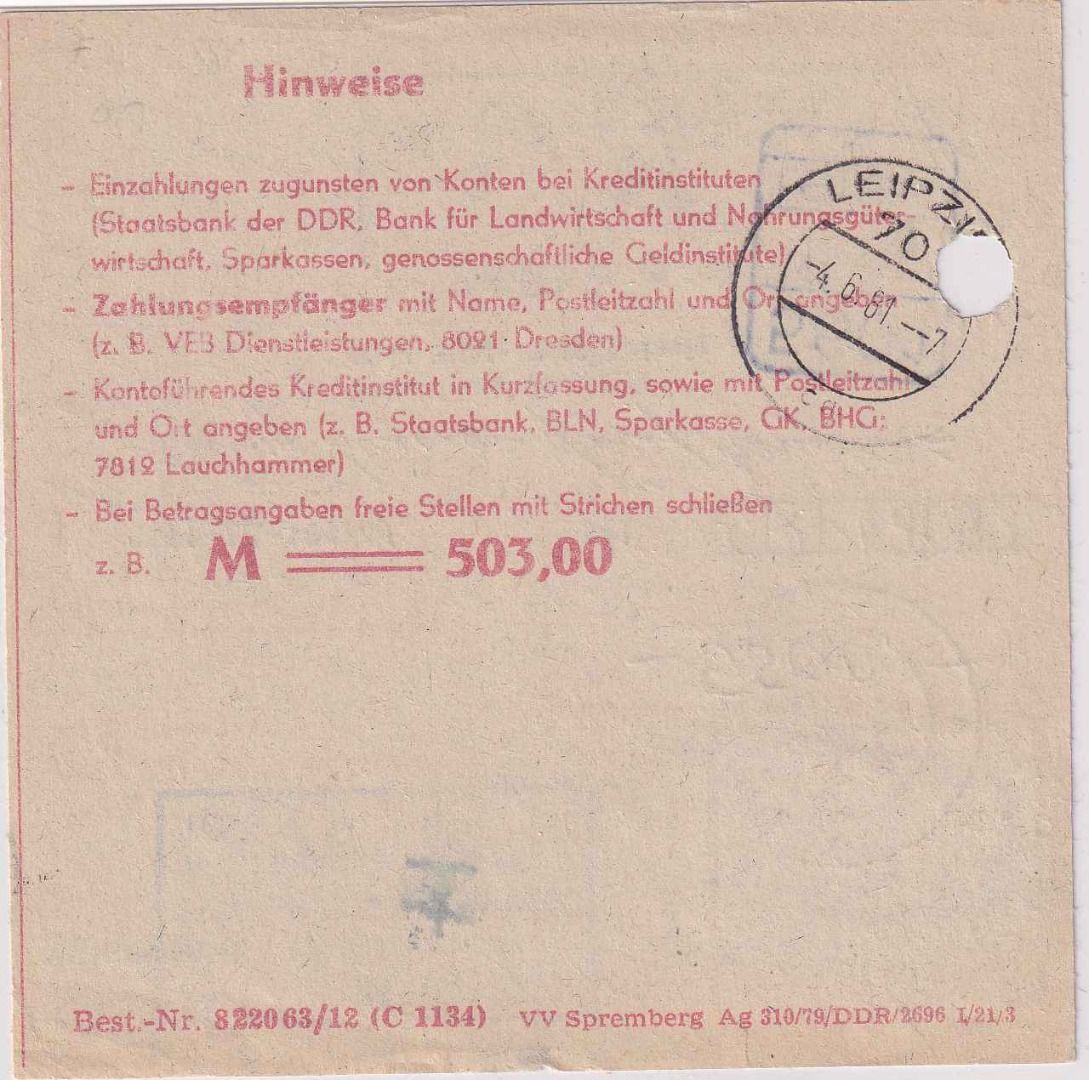 Hinweise
– Einzahlungen zugunsten von Konten bei Kreditinstituten
(Staatsbank der DDR, Bank für Landwirtschaft und Nahrungsgüter-
wirtschaft, Sparkassen, genossenschaftliche Geldinstitute)
– Zahlungsempfänger mit Name, Postleitzahl und Ort angeben
(z. B. VEB Dienstleistungen, 8021 Dresden)
– Kontoführendes Kreditinstitut in Kurzfassung, sowie mit Postleitzahl
und Ort angeben (z. B. Staatsbank, BLN, Sparkasse, GK, BHG;
7812 Lauchhammer)
– Bei Betragsangaben freie Stellen mit Strichen schließen
z. B. M ═══ 503,00
LEIPZI
70
-4.6.81.--7
Best.-Nr. 822063/12 (C 1134) VV Spremberg Ag 310/79/DDR/2696 I/21/3